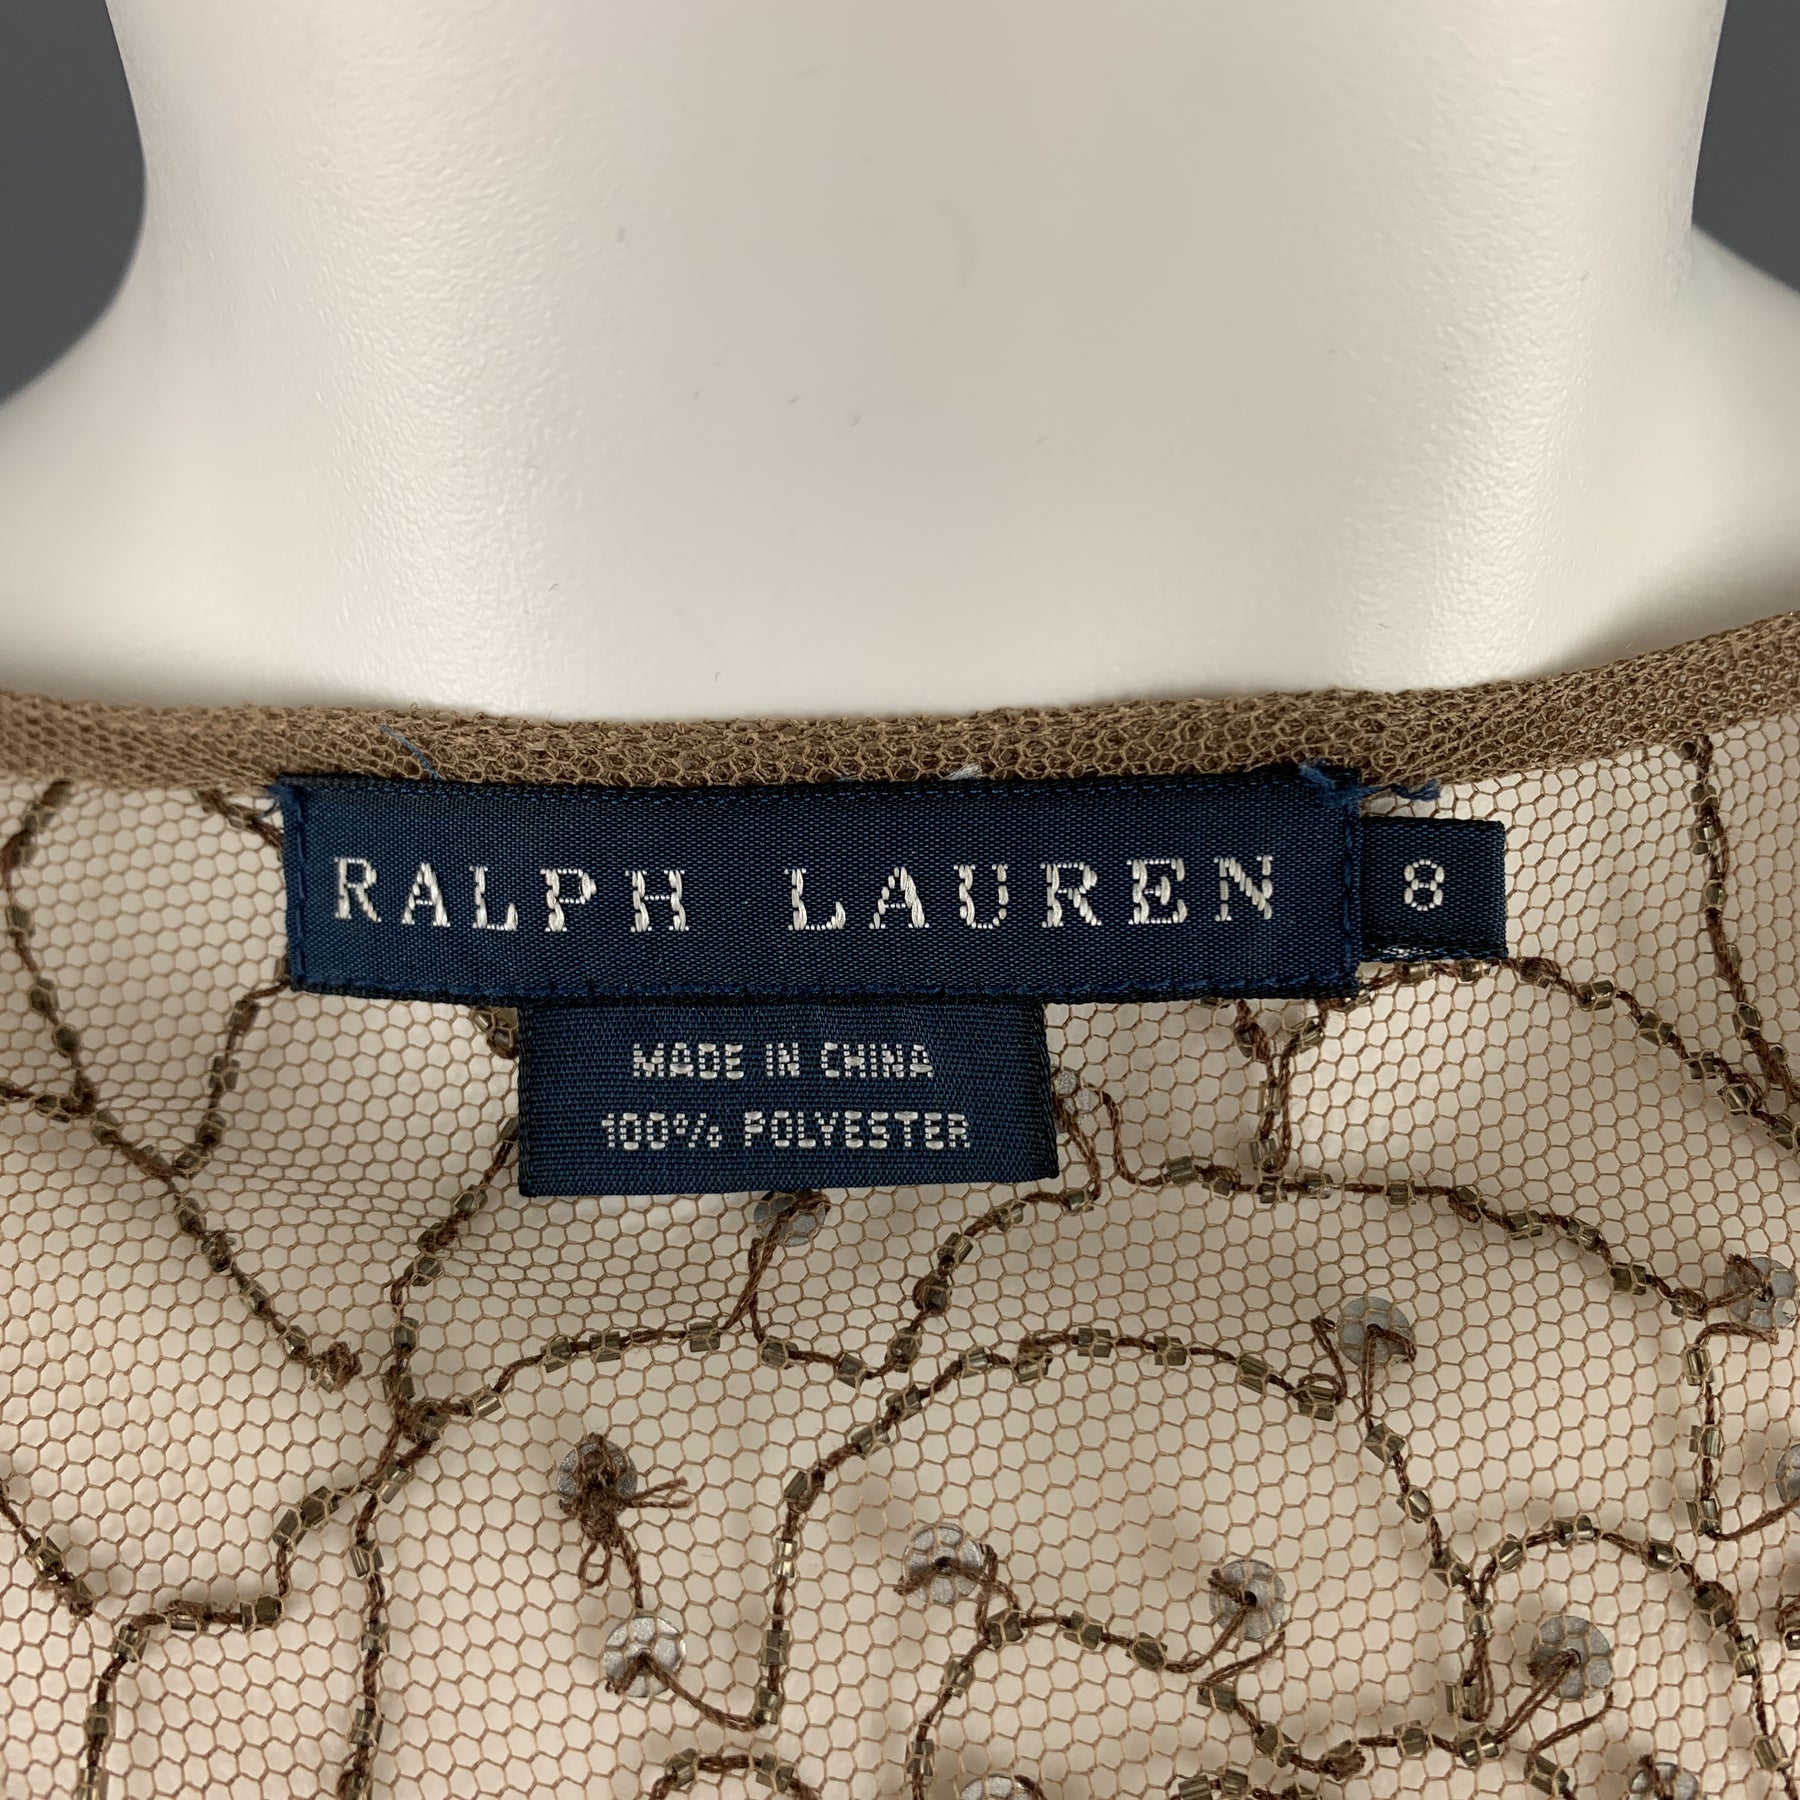 RALPH LAUREN 8
MADE IN CHINA
100% POLYESTER